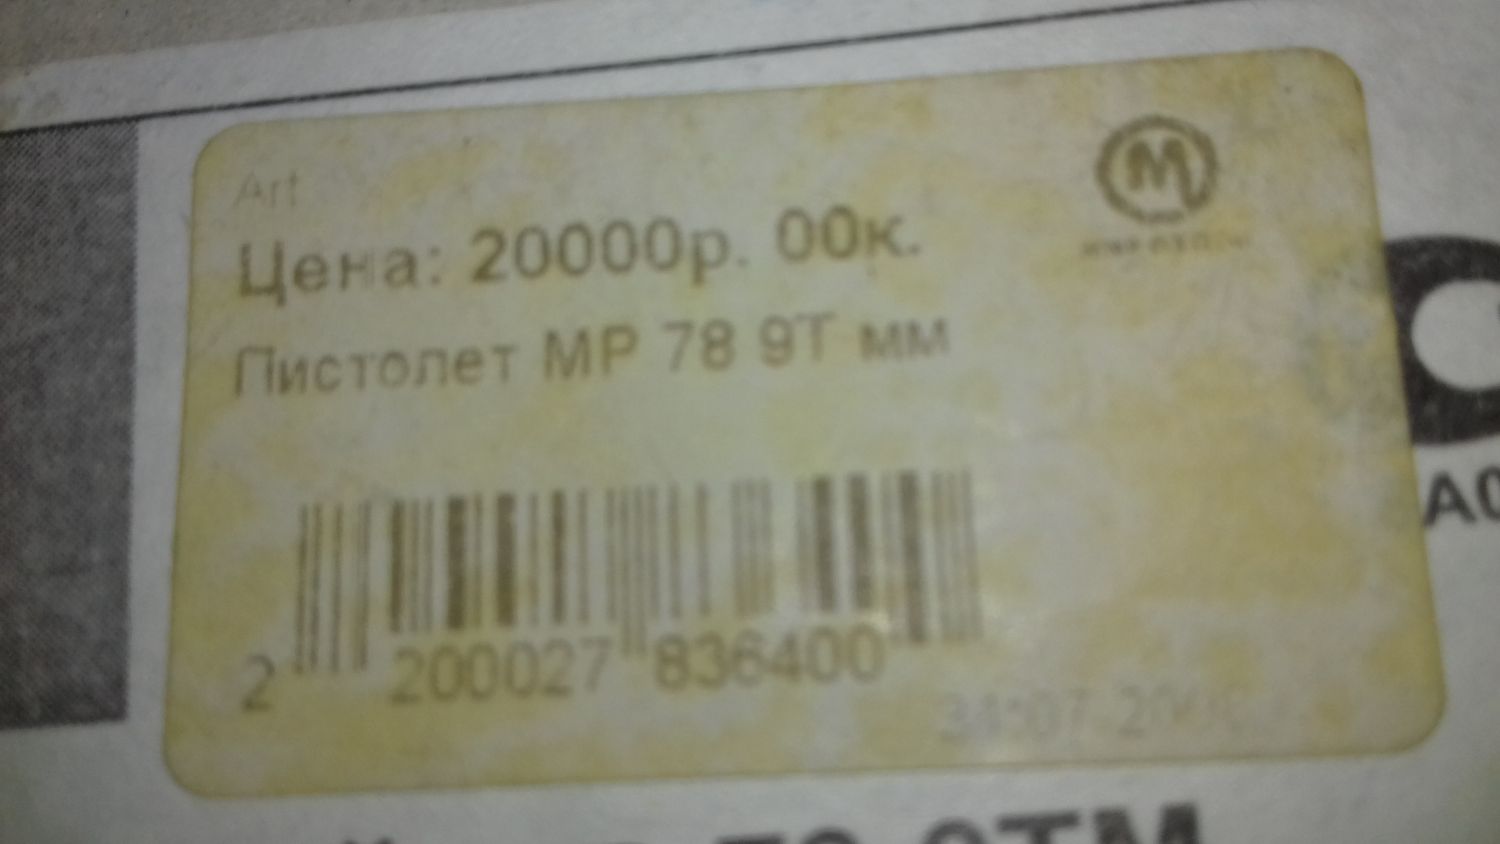 Art
Цена: 20000р. 00к.
Пистолет МР 78 9Т мм
2 200027 836400